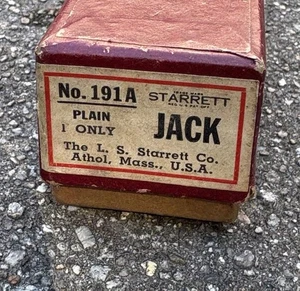 No. 191A
STARRETT
PLAIN
1 ONLY
JACK
The L. S. Starrett Co.
Athol, Mass., U.S.A.